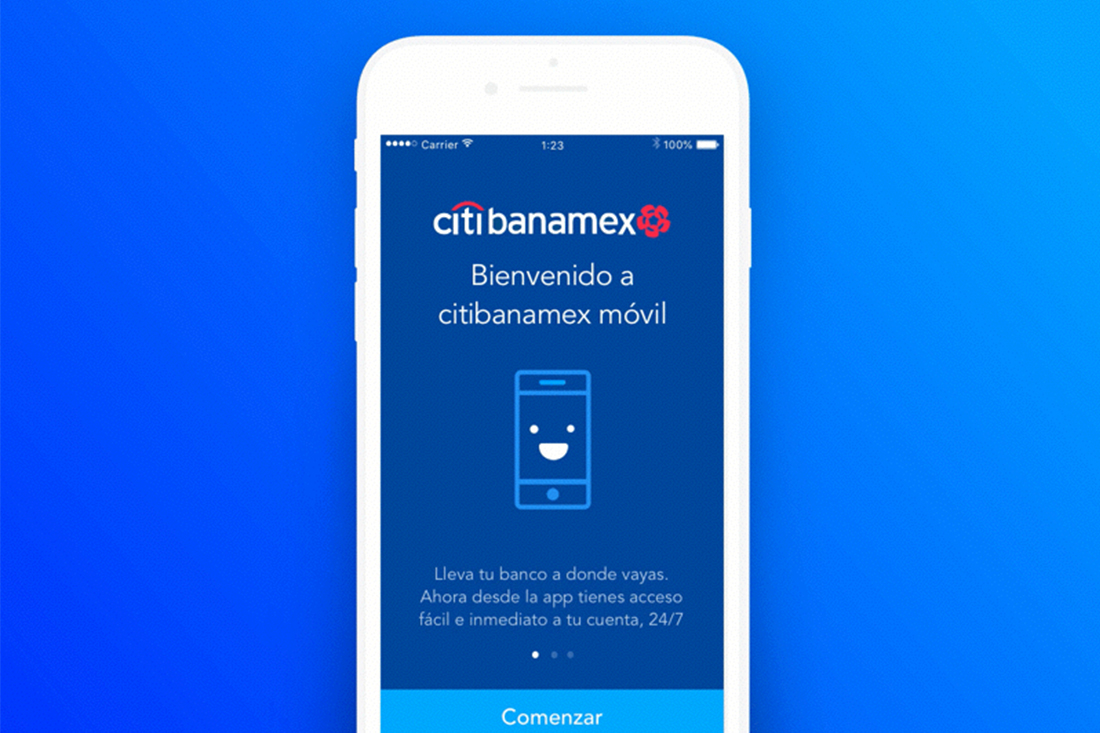 Carrier 1:23 100%
citibanamex
Bienvenido a
citibanamex móvil
Lleva tu banco a donde vayas.
Ahora desde la app tienes acceso
fácil e inmediato a tu cuenta, 24/7
Comenzar